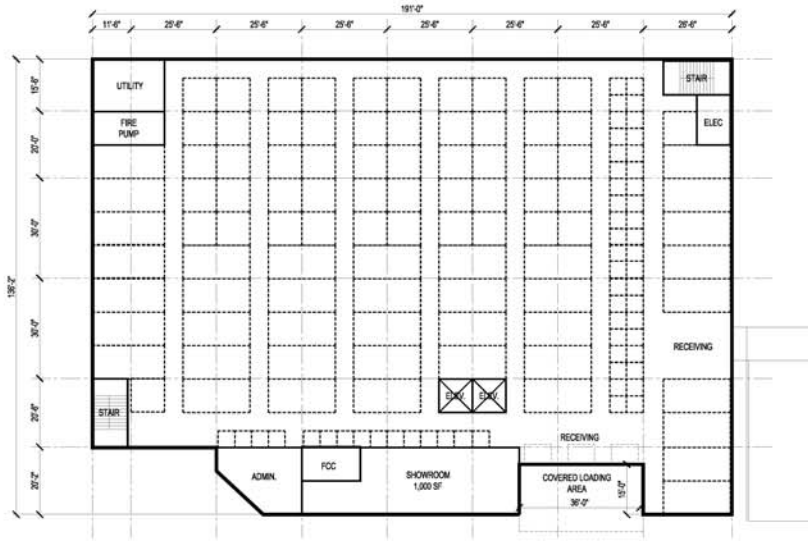 191'-0"
11'-6" 25'-6" 25'-6" 25'-6" 25'-6" 25'-6" 25'-6" 26'-6"
136'-2"
15'-6"
20'-0"
30'-0"
30'-0"
20'-6"
20'-2"
UTILITY
STAIR
FIRE
PUMP
ELEC
RECEIVING
ELEV. ELEV.
STAIR
RECEIVING
ADMIN.
FCC
SHOWROOM
1,000 SF
COVERED LOADING
AREA
15'-0"
36'-0"